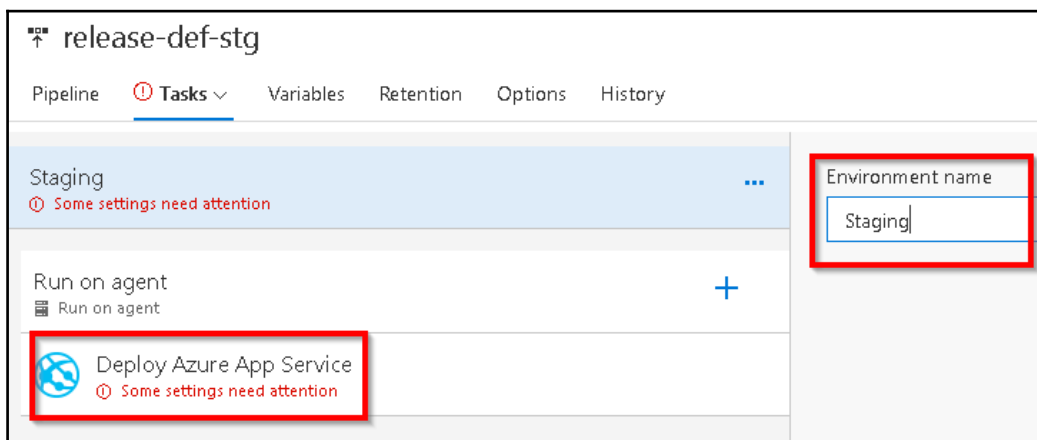 release-def-stg
Pipeline Tasks Variables Retention Options History
Staging
Some settings need attention
Environment name
Staging
Run on agent
Run on agent
Deploy Azure App Service
Some settings need attention